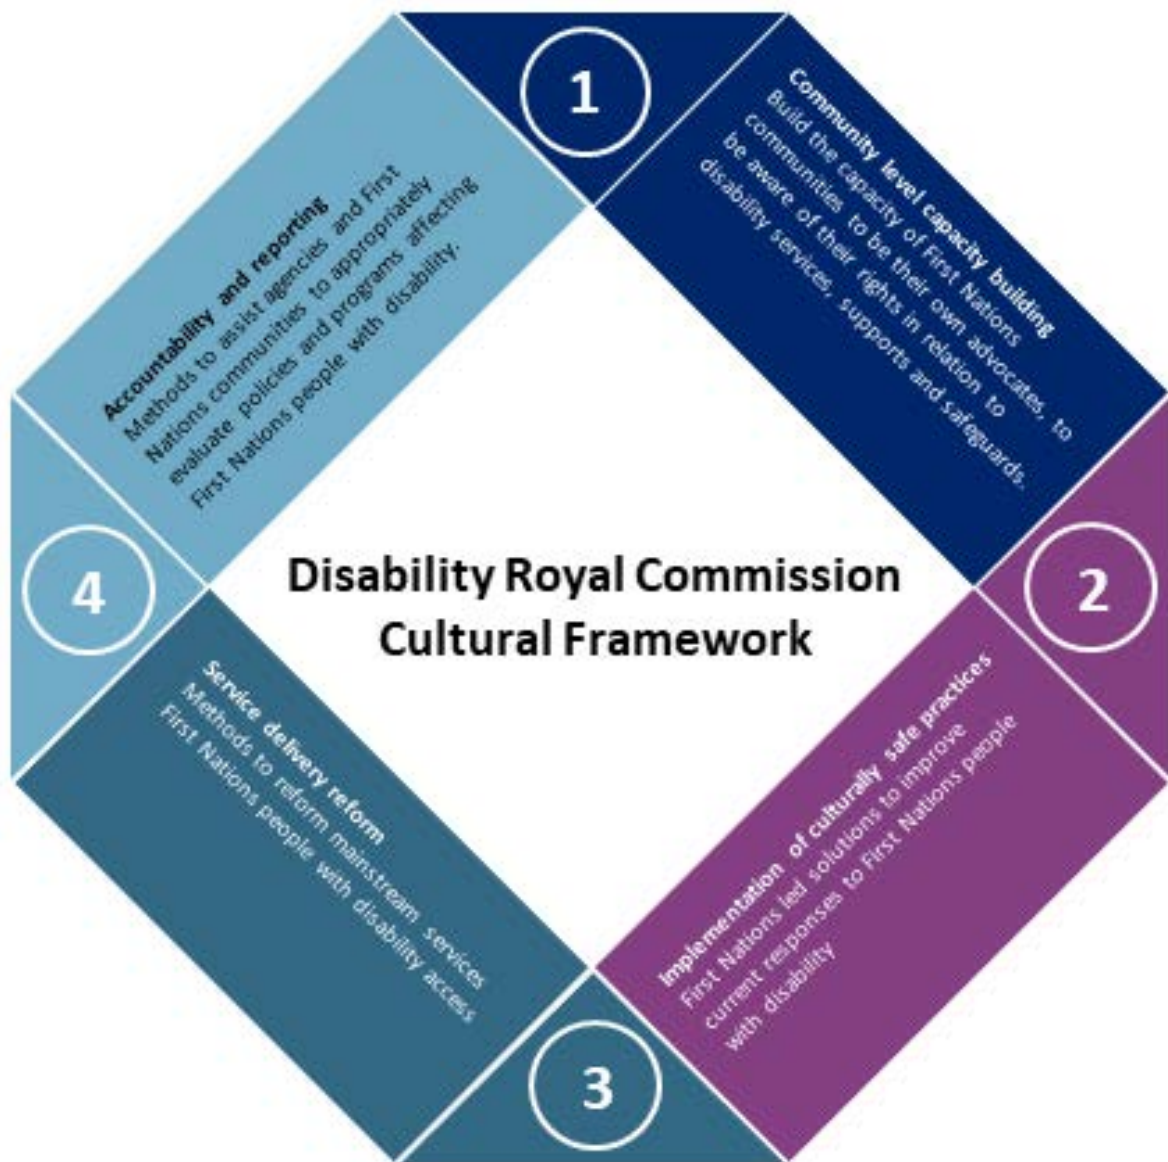 1
Community level capacity building
Build the capacity of First Nations
communities to be their own advocates, to
be aware of their rights in relation to
disability services, supports and safeguards.
2
Implementation of culturally safe practices
First Nations led solutions to improve
current responses to First Nations people
with disability
3
Service delivery reform
Methods to reform mainstream services
First Nations people with disability access
4
Accountability and reporting
Methods to assist agencies and First
Nations communities to appropriately
evaluate policies and programs affecting
First Nations people with disability.
Disability Royal Commission
Cultural Framework